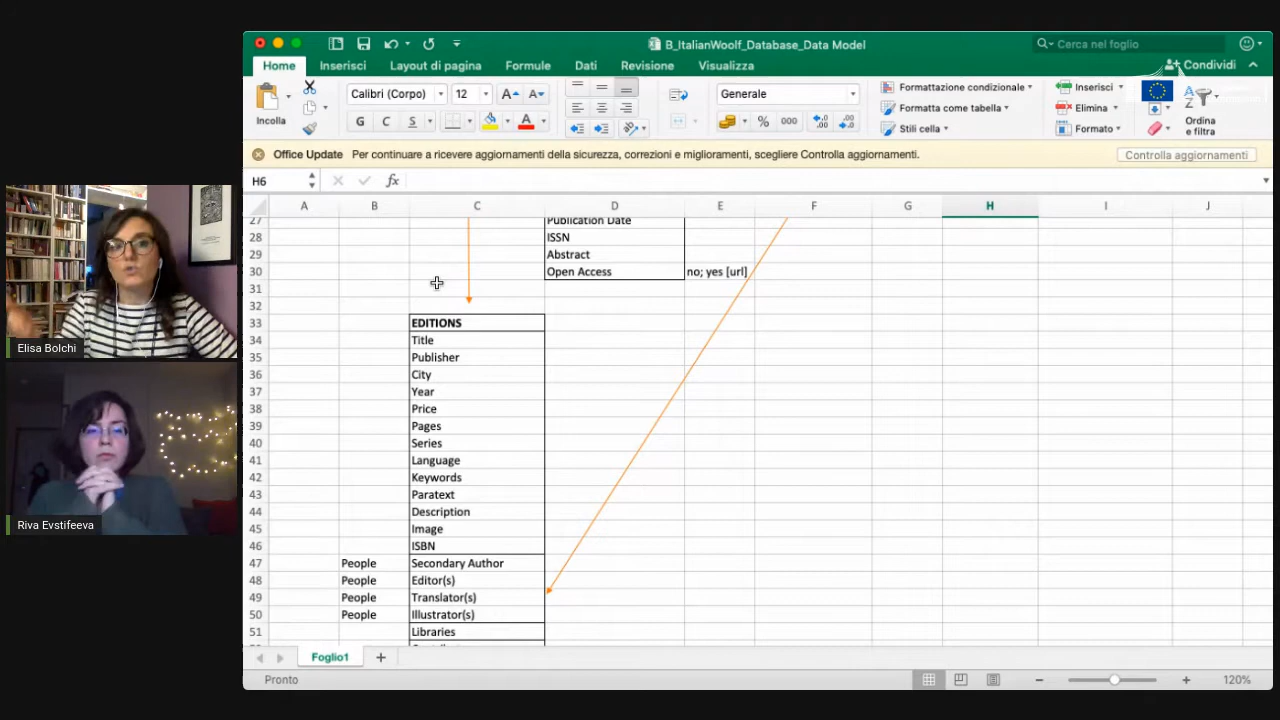 B_ItalianWoolf_Database_Data Model
Cerca nel foglio
Home Inserisci Layout di pagina Formule Dati Revisione Visualizza
Condividi
Incolla
Calibri (Corpo) 12 A A
Generale
Formattazione condizionale
Formatta come tabella
Stili cella
Inserisci
Elimina
Formato
A
Z
Ordina
e filtra
G C S A
% 000
Office Update Per continuare a ricevere aggiornamenti della sicurezza, correzioni e miglioramenti, scegliere Controlla aggiornamenti. Controlla aggiornamenti
H6 fx
A B C D E F G H I J
27 Publication Date
28 ISSN
29 Abstract
30 Open Access no; yes [url]
31
32
33 EDITIONS
34 Title
35 Publisher
36 City
37 Year
38 Price
39 Pages
40 Series
41 Language
42 Keywords
43 Paratext
44 Description
45 Image
46 ISBN
47 People Secondary Author
48 People Editor(s)
49 People Translator(s)
50 People Illustrator(s)
51 Libraries
Foglio1
Pronto 120%
Elisa Bolchi
Riva Evstifeeva